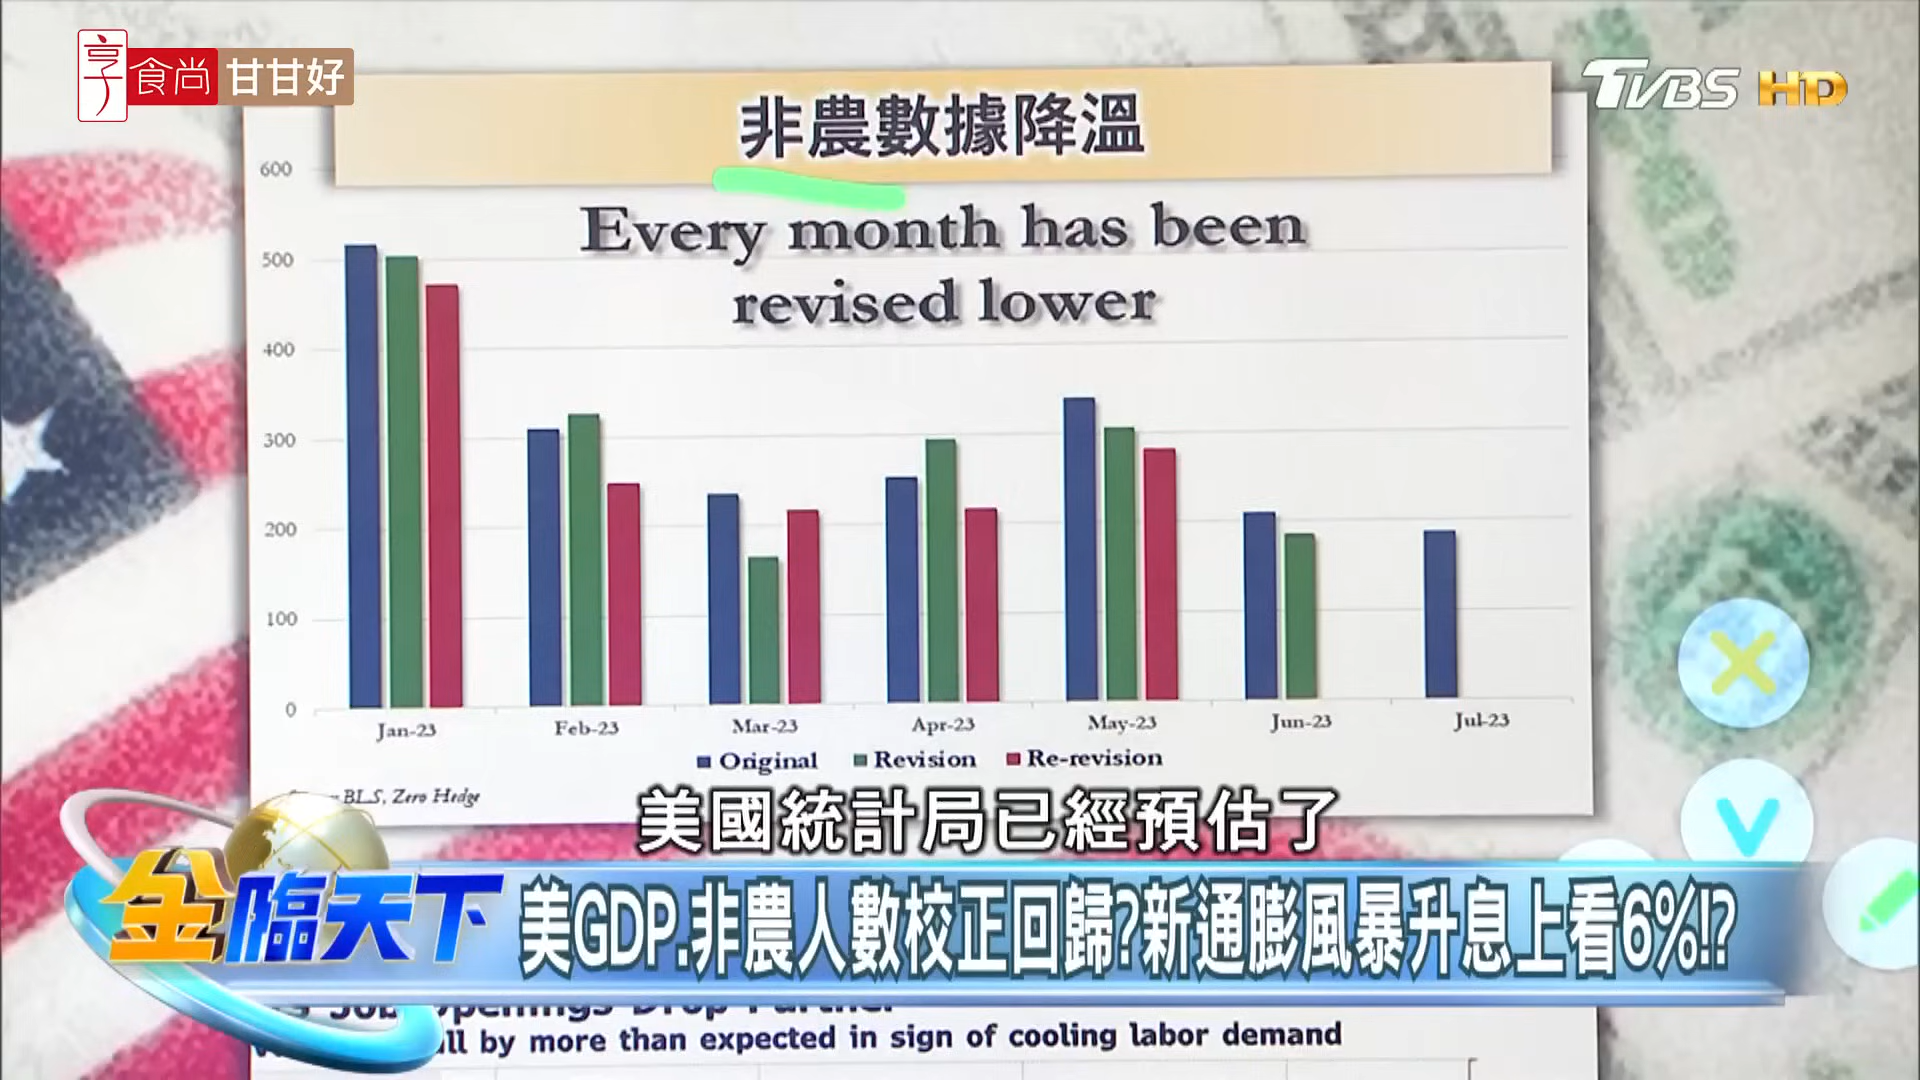 享
食尚
甘甘好
TVBS HD
非農數據降溫
Every month has been
revised lower
600
500
400
300
200
100
0
Jan-23
Feb-23
Mar-23
Apr-23
May-23
Jun-23
Jul-23
Original
Revision
Re-revision
BLS, Zero Hedge
美國統計局已經預估了
金臨天下
美GDP.非農人數校正回歸?新通膨風暴升息上看6%!?
Job Openings Drop Further
by more than expected in sign of cooling labor demand